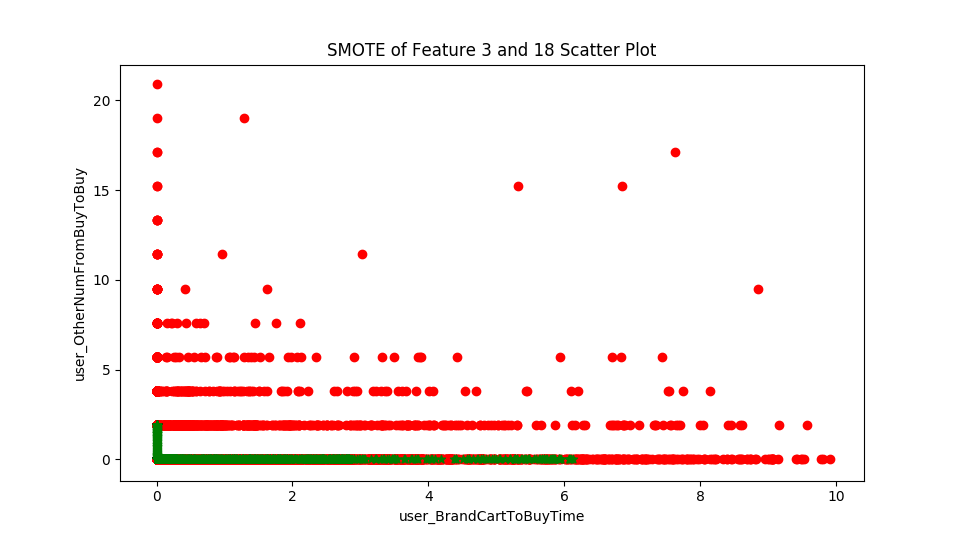 SMOTE of Feature 3 and 18 Scatter Plot
user_OtherNumFromBuyToBuy
20
15
10
5
0
0 2 4 6 8 10
user_BrandCartToBuyTime